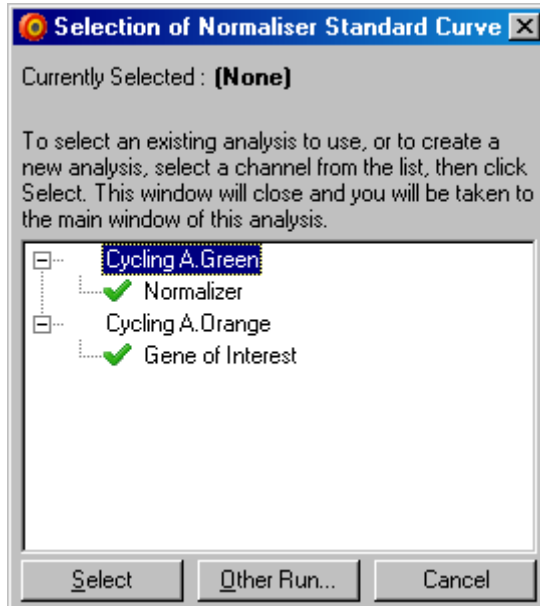 Selection of Normaliser Standard Curve
Currently Selected : (None)
To select an existing analysis to use, or to create a
new analysis, select a channel from the list, then click
Select. This window will close and you will be taken to
the main window of this analysis.
Cycling A.Green
Normalizer
Cycling A.Orange
Gene of Interest
Select Other Run... Cancel